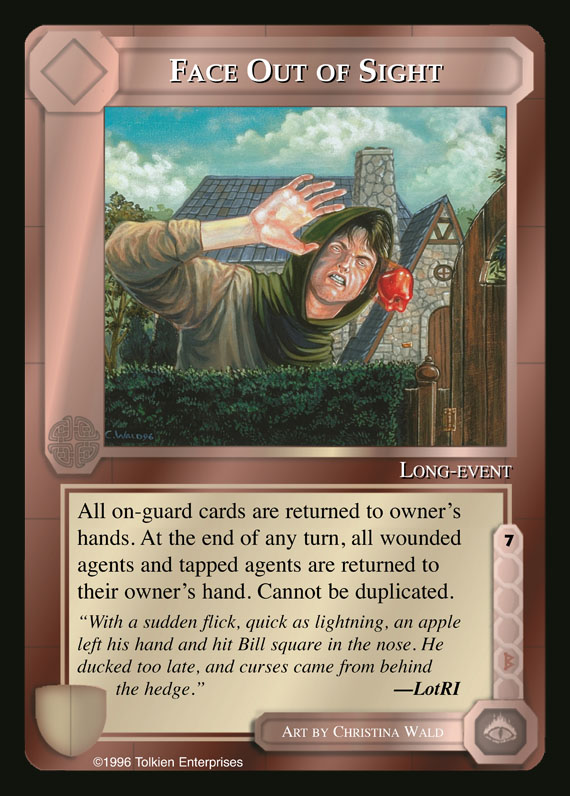 Face Out of Sight
C. WALD 96
Long-event
All on-guard cards are returned to owner’s
hands. At the end of any turn, all wounded
agents and tapped agents are returned to
their owner’s hand. Cannot be duplicated.
“With a sudden flick, quick as lightning, an apple
left his hand and hit Bill square in the nose. He
ducked too late, and curses came from behind
the hedge.” —LotRI
7
Art by Christina Wald
©1996 Tolkien Enterprises